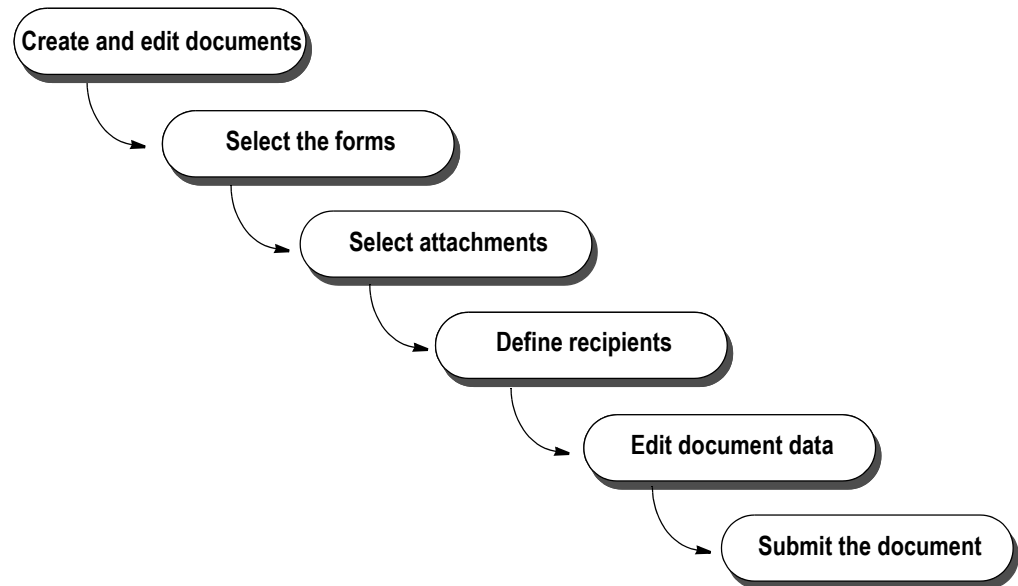 Create and edit documents
Select the forms
Select attachments
Define recipients
Edit document data
Submit the document